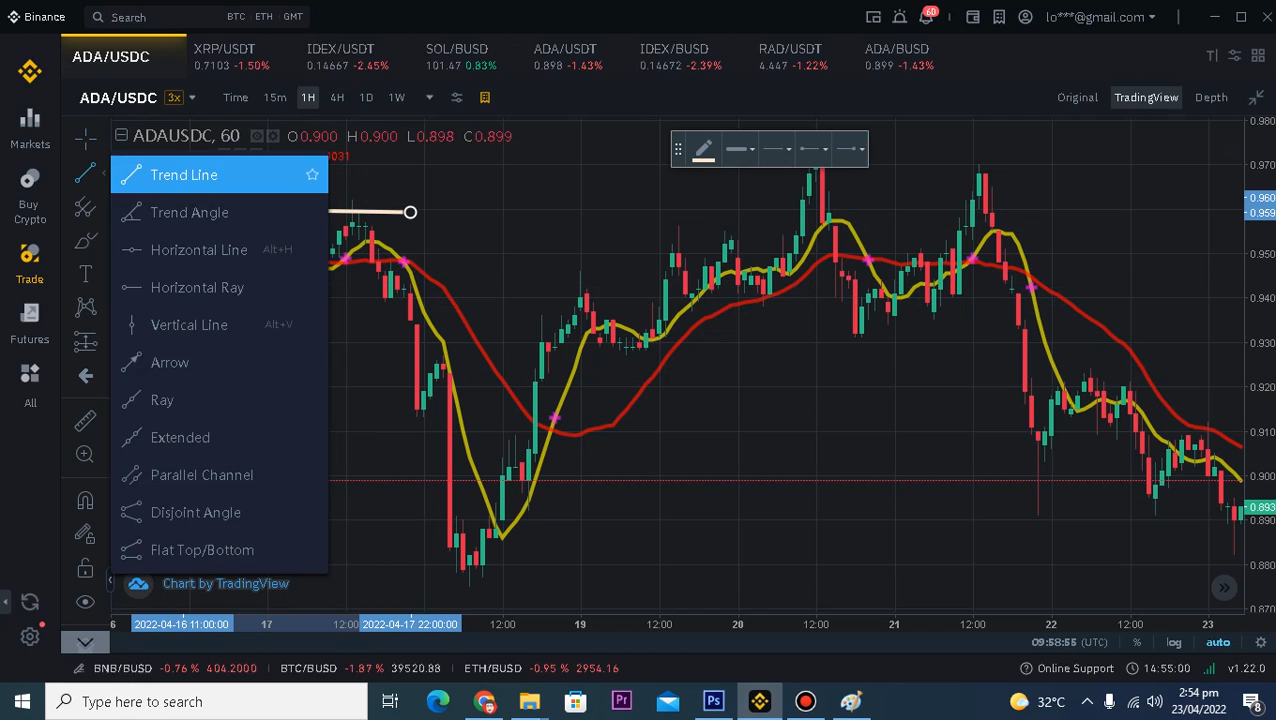 Binance
Search
BTC ETH GMT
60
lo***@gmail.com
ADA/USDC
XRP/USDT
0.7103 -1.50%
IDEX/USDT
0.14667 -2.45%
SOL/BUSD
101.47 0.83%
ADA/USDT
0.898 -1.43%
IDEX/BUSD
0.14672 -2.39%
RAD/USDT
4.447 -1.22%
ADA/BUSD
0.899 -1.43%
ADA/USDC 3x
Time 15m 1H 4H 1D 1W
Original TradingView Depth
ADAUSDC, 60
O0.900 H0.900 L0.898 C0.899
Trend Line
Trend Angle
Horizontal Line Alt+H
Horizontal Ray
Vertical Line Alt+V
Arrow
Ray
Extended
Parallel Channel
Disjoint Angle
Flat Top/Bottom
Chart by TradingView
Markets
Buy
Crypto
Trade
Futures
All
0.980
0.970
0.960
0.959
0.950
0.940
0.930
0.920
0.910
0.900
0.893
0.890
0.880
0.870
6 2022-04-16 11:00:00 17 12:00 2022-04-17 22:00:00 12:00 19 12:00 20 12:00 21 12:00 22 12:00 23
09:58:55 (UTC) % log auto
BNB/BUSD -0.76 % 404.2000 BTC/BUSD -1.87 % 39520.88 ETH/BUSD -0.95 % 2954.16
Online Support 14:55:00 v1.22.0
Type here to search
Pr
Ps
32°C
2:54 pm
23/04/2022
8